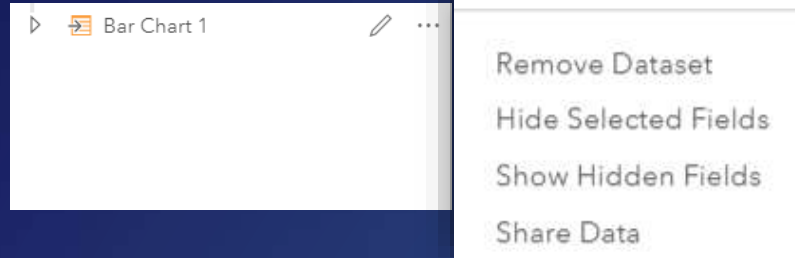 Bar Chart 1
Remove Dataset
Hide Selected Fields
Show Hidden Fields
Share Data